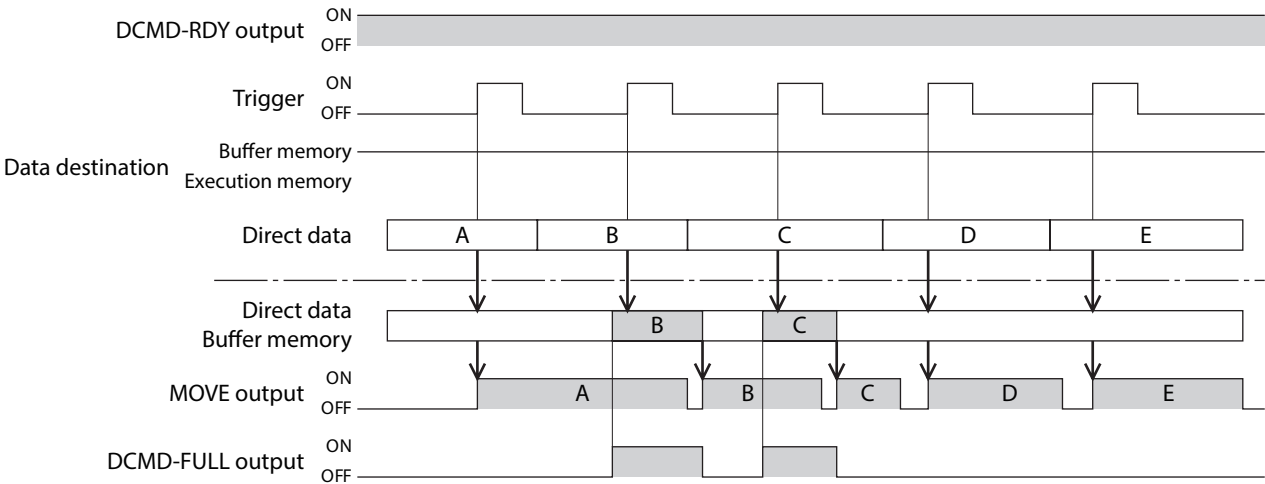 DCMD-RDY output ON
OFF
Trigger ON
OFF
Data destination Buffer memory
Execution memory
Direct data A B C D E
Direct data
Buffer memory B C
MOVE output ON
OFF
A B C D E
DCMD-FULL output ON
OFF